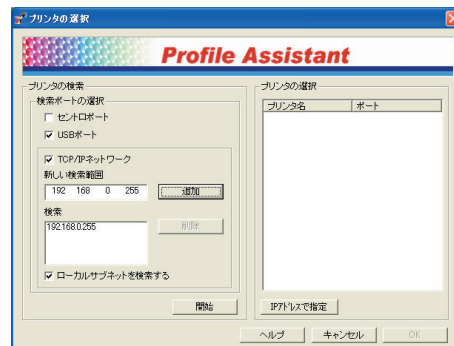 プリンタの選択
Profile Assistant
プリンタの検索
検索ポートの選択
セントロポート
USBポート
TCP/IPネットワーク
新しい検索範囲
192 168 0 255
追加
検索
192.168.0.255
削除
ローカルサブネットを検索する
開始
プリンタの選択
プリンタ名 ポート
IPアドレスで指定
ヘルプ キャンセル OK